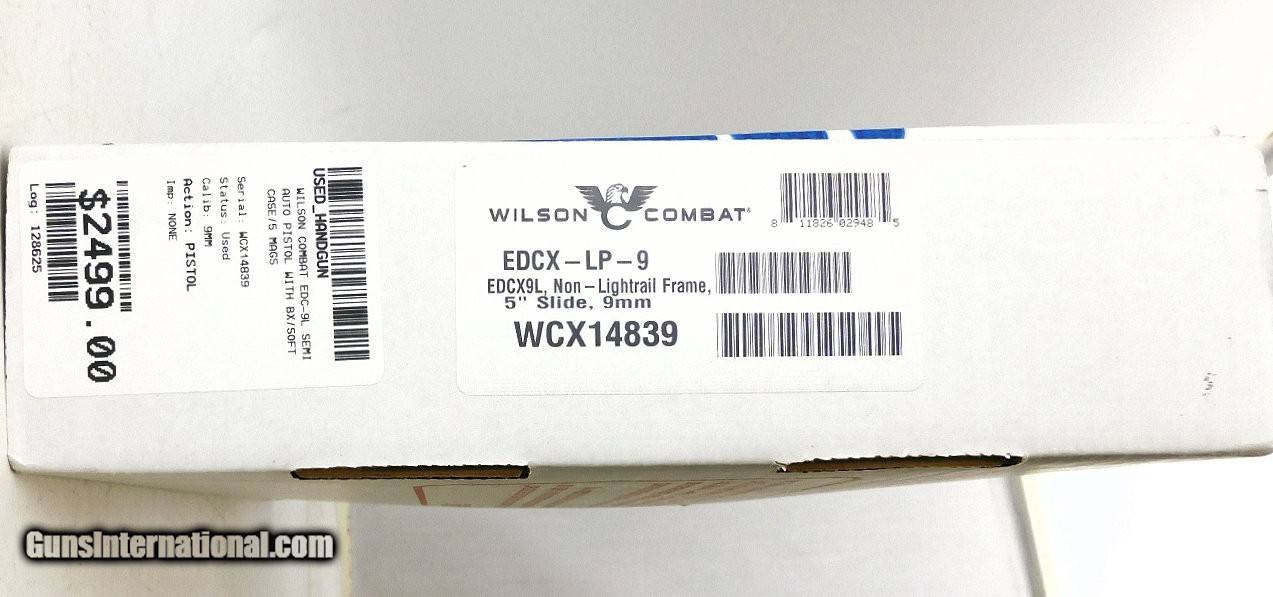 USED_HANDGUN
WILSON COMBAT EDC-9L SEMI
AUTO PISTOL WITH BX/SOFT
CASE/5 MAGS
Serial: WCX14839
Status: Used
Calib: 9MM
Action: PISTOL
Imp: NONE
$2499.00
Log: 128625
WILSON COMBAT®
8 11826 02948 5
EDCX-LP-9
EDCX9L, Non-Lightrail Frame,
5" Slide, 9mm
WCX14839
GunsInternational.com